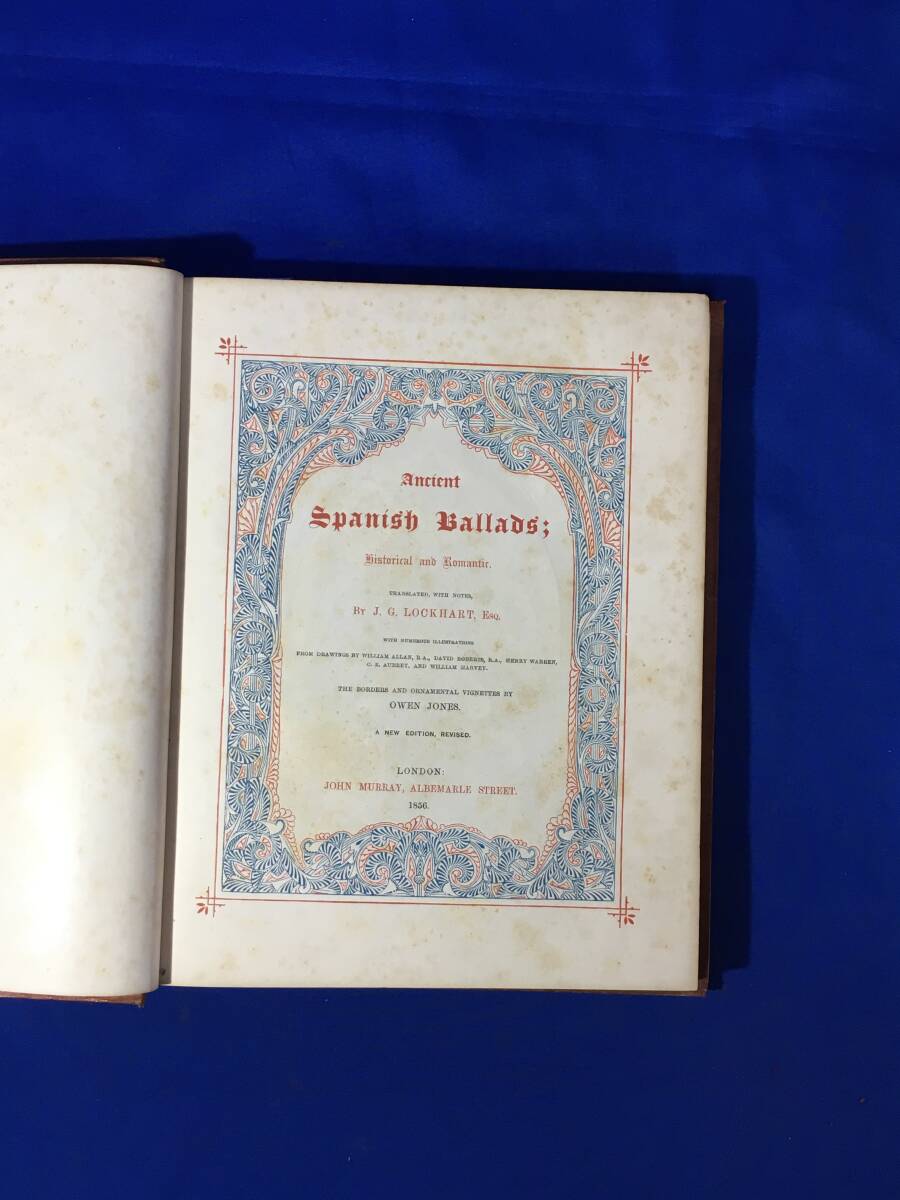 Ancient
Spanish Ballads;
Historical and Romantic.
TRANSLATED, WITH NOTES,
BY J. G. LOCKHART, ESQ.
WITH NUMEROUS ILLUSTRATIONS
FROM DRAWINGS BY WILLIAM ALLAN, R.A., DAVID ROBERTS, R.A., HENRY WARREN,
C. E. AUBREY, AND WILLIAM HARVEY.
THE BORDERS AND ORNAMENTAL VIGNETTES BY
OWEN JONES.
A NEW EDITION, REVISED.
LONDON:
JOHN MURRAY, ALBEMARLE STREET.
1856.